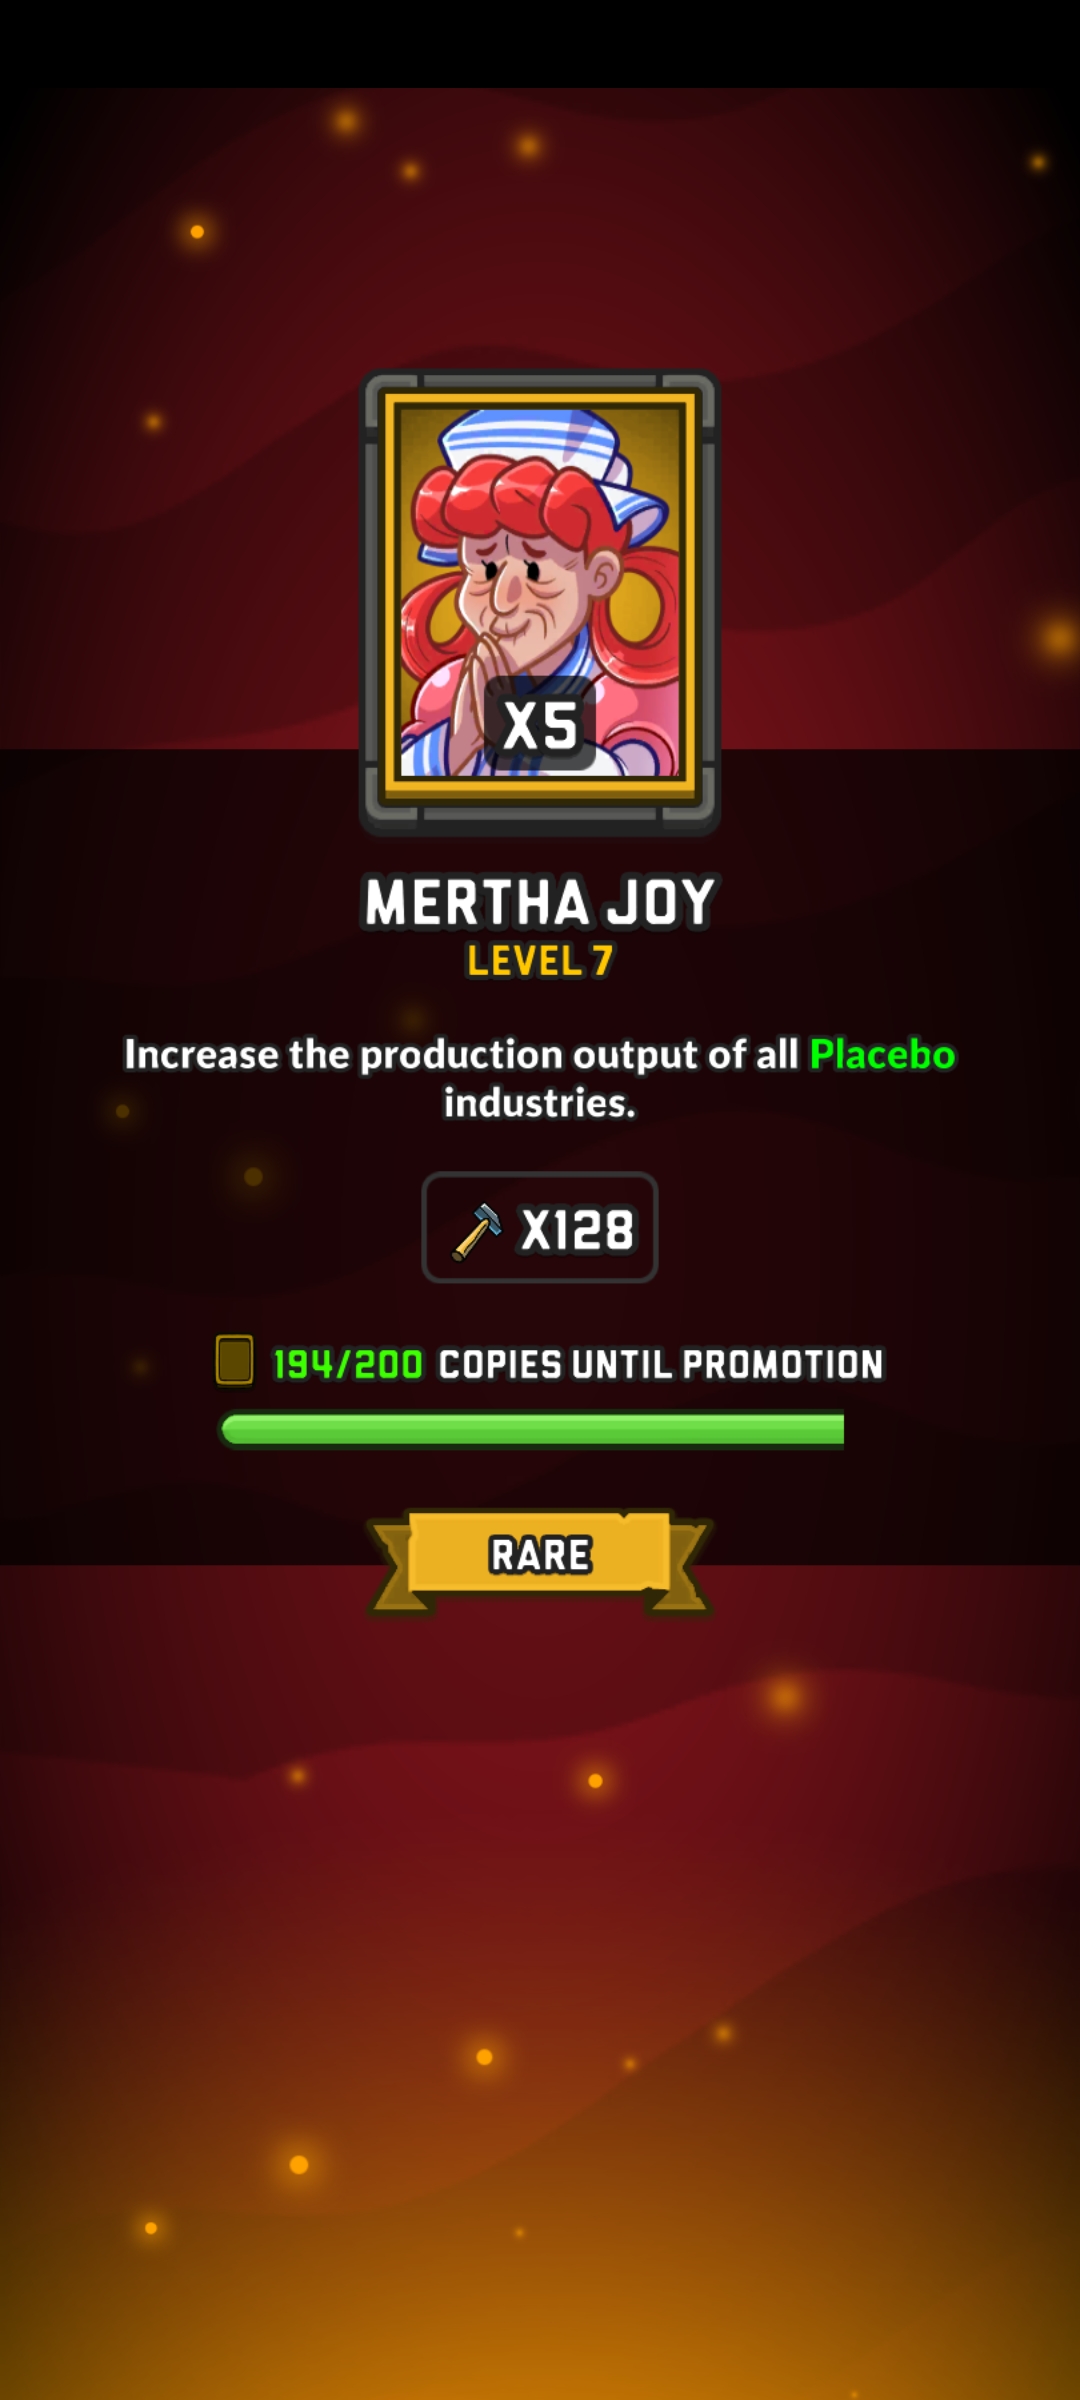 X5
MERTHA JOY
LEVEL 7
Increase the production output of all Placebo
industries.
X128
194/200 COPIES UNTIL PROMOTION
RARE